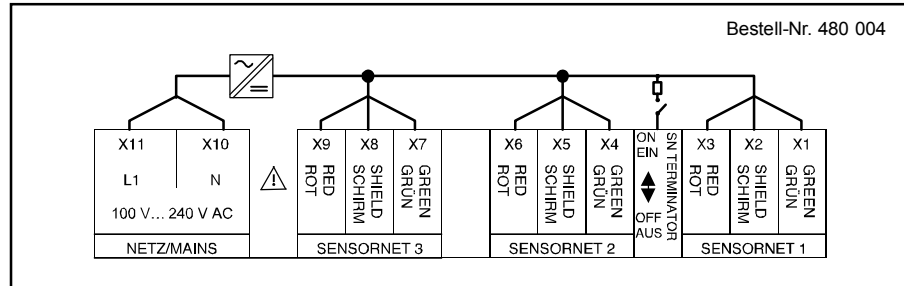 Bestell-Nr. 480 004
X11 X10 X9 X8 X7 X6 X5 X4 ON EIN X3 X2 X1
L1 N
RED ROT
SHIELD SCHIRM
GREEN GRÜN
RED ROT
SHIELD SCHIRM
GREEN GRÜN
SN TERMINATOR
OFF AUS
RED ROT
SHIELD SCHIRM
GREEN GRÜN
100 V... 240 V AC
NETZ/MAINS SENSORNET 3 SENSORNET 2 SENSORNET 1